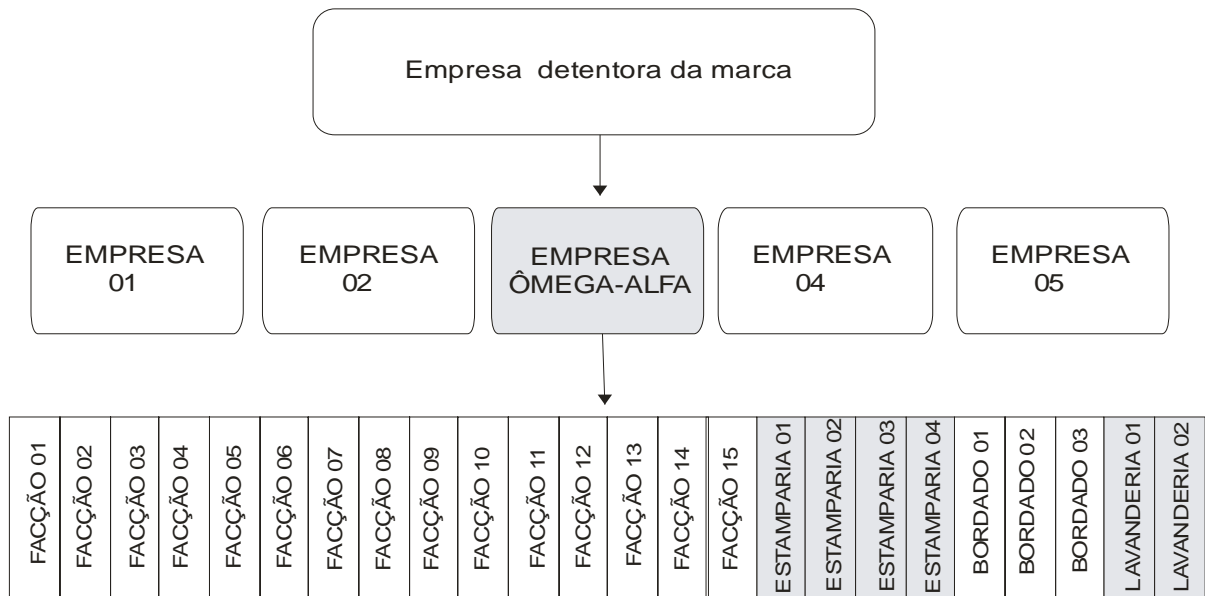 Empresa detentora da marca
EMPRESA
01
EMPRESA
02
EMPRESA
ÔMEGA-ALFA
EMPRESA
04
EMPRESA
05
FACÇÃO 01
FACÇÃO 02
FACÇÃO 03
FACÇÃO 04
FACÇÃO 05
FACÇÃO 06
FACÇÃO 07
FACÇÃO 08
FACÇÃO 09
FACÇÃO 10
FACÇÃO 11
FACÇÃO 12
FACÇÃO 13
FACÇÃO 14
FACÇÃO 15
ESTAMPARIA 01
ESTAMPARIA 02
ESTAMPARIA 03
ESTAMPARIA 04
BORDADO 01
BORDADO 02
BORDADO 03
LAVANDERIA 01
LAVANDERIA 02